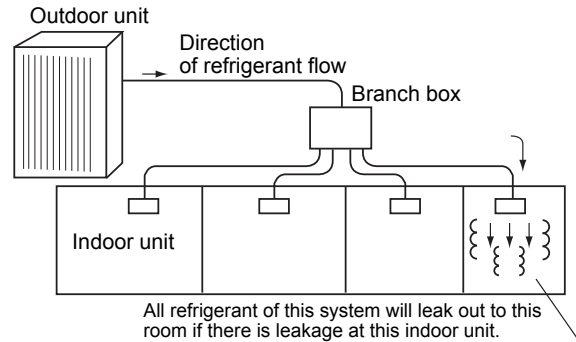 Outdoor unit
Direction
of refrigerant flow
Branch box
Indoor unit
All refrigerant of this system will leak out to this
room if there is leakage at this indoor unit.